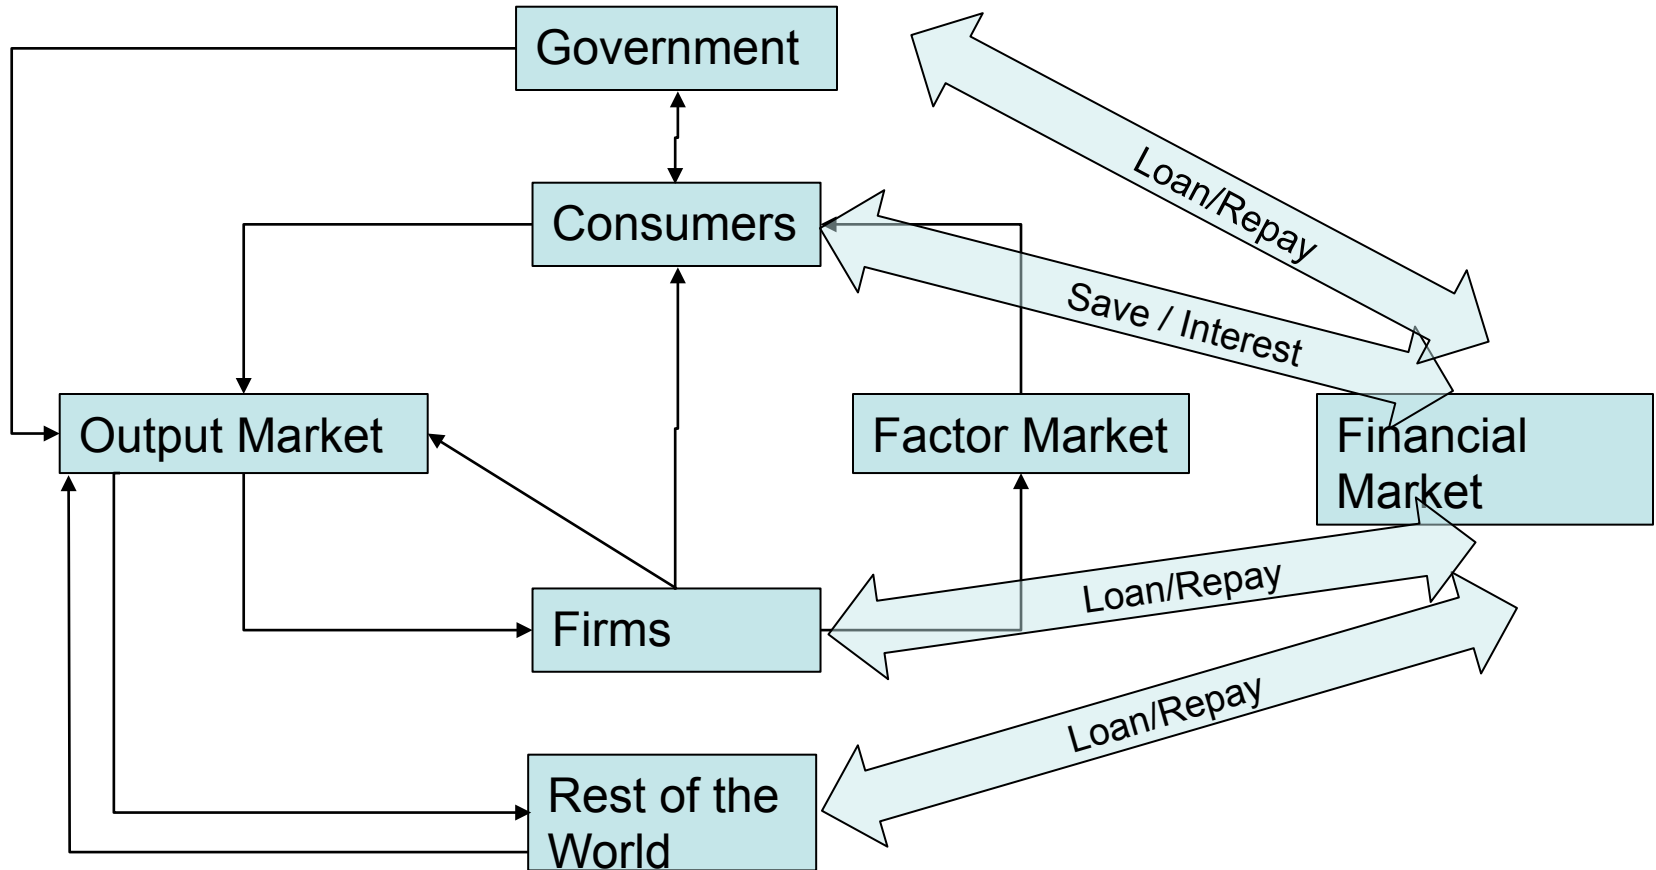 Government
Loan/Repay
Consumers
Save / Interest
Output Market
Factor Market
Financial
Market
Loan/Repay
Firms
Loan/Repay
Rest of the
World